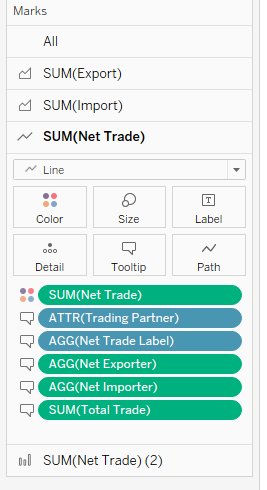 Marks
All
SUM(Export)
SUM(Import)
SUM(Net Trade)
Line
Color Size Label
Detail Tooltip Path
SUM(Net Trade)
ATTR(Trading Partner)
AGG(Net Trade Label)
AGG(Net Exporter)
AGG(Net Importer)
SUM(Total Trade)
SUM(Net Trade) (2)